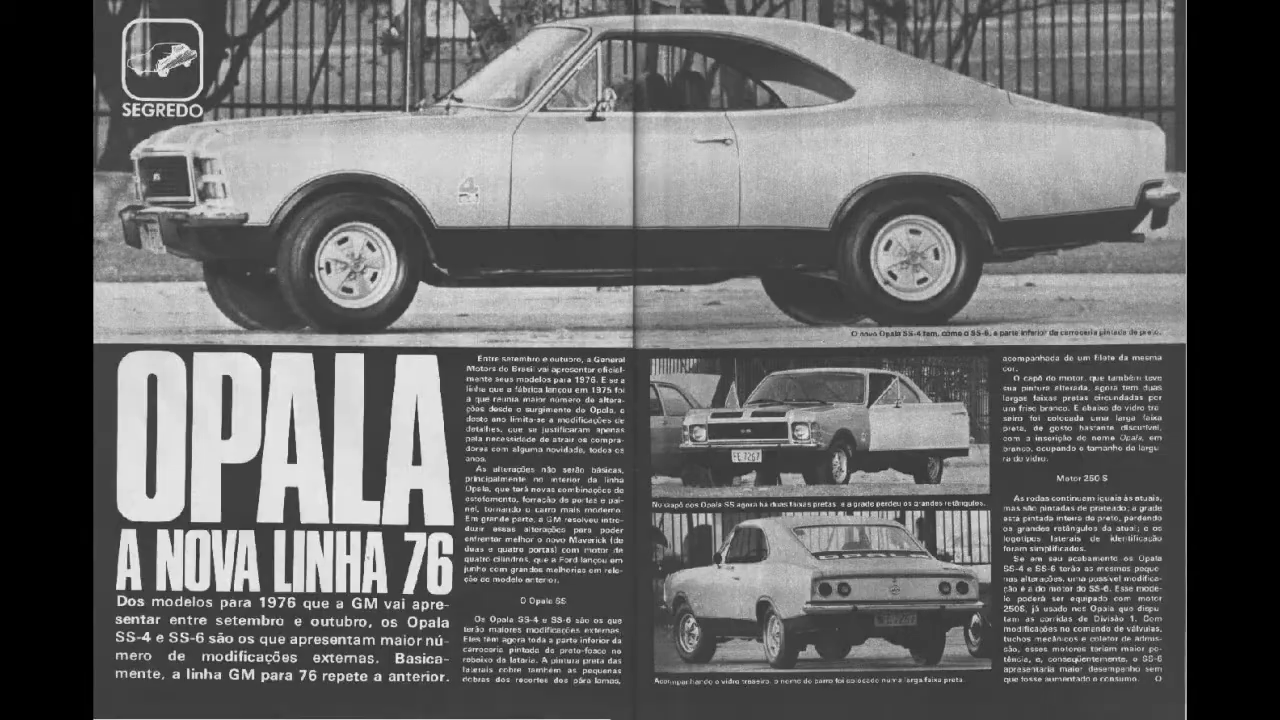 SEGREDO
O novo Opala SS-4 tem, como o SS-6, a parte inferior da carroceria pintada de preto.
OPALA
A NOVA LINHA 76
Dos modelos para 1976 que a GM vai apre-
sentar entre setembro e outubro, os Opala
SS-4 e SS-6 são os que apresentam maior nú-
mero de modificações externas. Basica-
mente, a linha GM para 76 repete a anterior.
Entre setembro e outubro, a General
Motors do Brasil vai apresentar oficial-
mente seus modelos para 1976. E se a
linha que a fábrica lançou em 1975 foi
a que reuniu maior número de altera-
ções desde o surgimento do Opala, a
deste ano limita-se a modificações de
detalhes, que se justificaram apenas
pela necessidade de atrair os compra-
dores com alguma novidade, todos os
anos.
As alterações não serão básicas,
principalmente no interior da linha
Opala, que terá novas combinações de
estofamento, forração de portas e pai-
nel, tornando o carro mais moderno.
Em grande parte, a GM resolveu intro-
duzir essas alterações para poder
enfrentar melhor o novo Maverick (de
duas e quatro portas) com motor de
quatro cilindros, que a Ford lançou em
junho com grandes melhorias em rela-
ção ao modelo anterior.
O Opala SS
Os Opala SS-4 e SS-6 são os que
terão maiores modificações externas.
Eles têm agora toda a parte inferior da
carroceria pintada de preto-fosco no
rebaixo da lataria. A pintura preta das
laterais cobre também as pequenas
dobras dos recortes dos pára-lamas,
FE 7267
No capô dos Opala SS agora há duas faixas pretas, e a grade perdeu os grandes retângulos.
OPALA
Acompanhando o vidro traseiro, o nome do carro foi colocado numa larga faixa preta.
acompanhada de um filete da mesma
cor.
O capô do motor, que também teve
sua pintura alterada, agora tem duas
largas faixas pretas circundadas por
um friso branco. E abaixo do vidro tra-
seiro foi colocada uma larga faixa
preta, de gosto bastante discutível,
com a inscrição do nome Opala, em
branco, ocupando o tamanho da largu-
ra do vidro.
Motor 250 S
As rodas continuam iguais às atuais,
mas são pintadas de prateado; a grade
está pintada inteira de preto, perdendo
os grandes retângulos da atual; e os
logotipos laterais de identificação
foram simplificados.
Se em seu acabamento os Opala
SS-4 e SS-6 terão as mesmas peque-
nas alterações, uma possível modifica-
ção é a do motor do SS-6. Esse mode-
lo poderá ser equipado com motor
250S, já usado nos Opala que dispu-
tam as corridas de Divisão 1. Com
modificações no comando de válvulas,
tuchos mecânicos e coletor de admis-
são, esses motores teriam maior po-
tência, e, conseqüentemente, o SS-6
apresentaria maior desempenho sem
que fosse aumentado o consumo. O